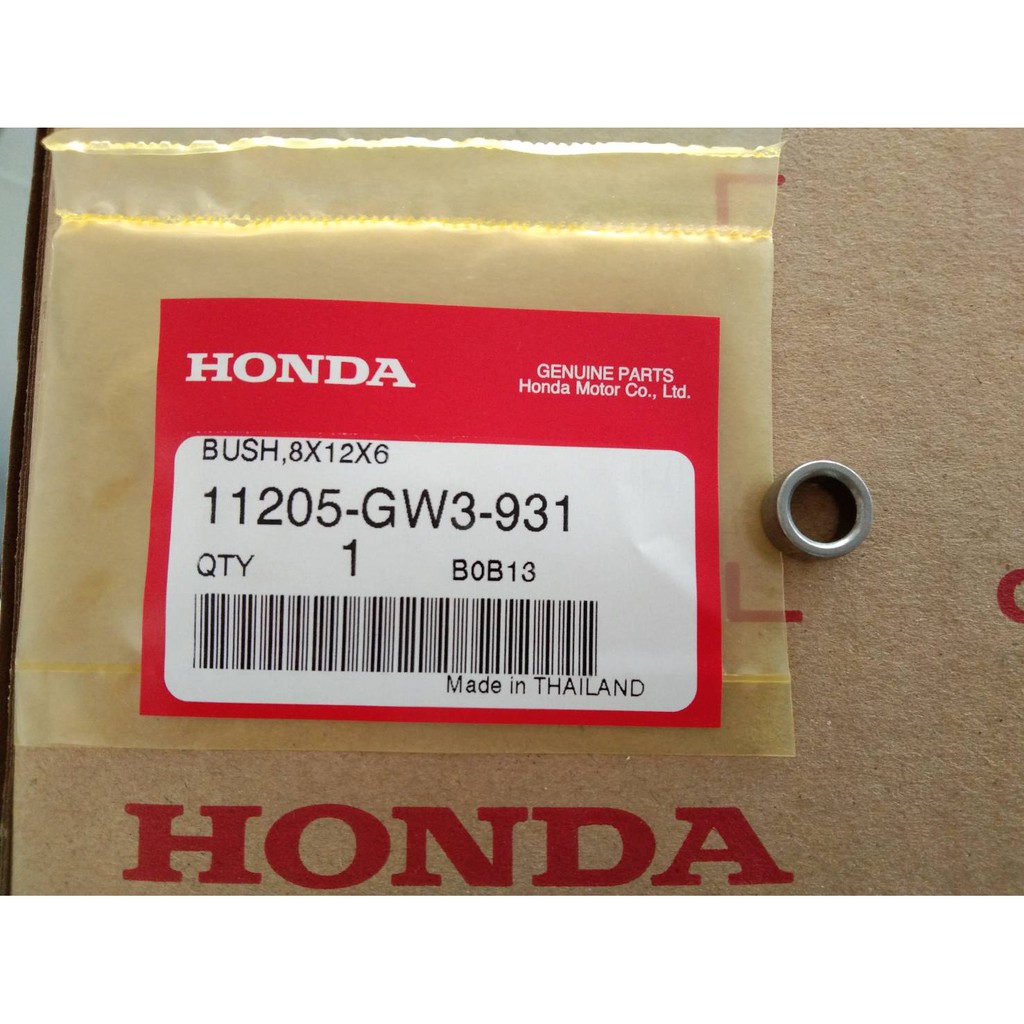 HONDA
GENUINE PARTS
Honda Motor Co., Ltd.
BUSH,8X12X6
11205-GW3-931
QTY 1 B0B13
Made in THAILAND
HONDA